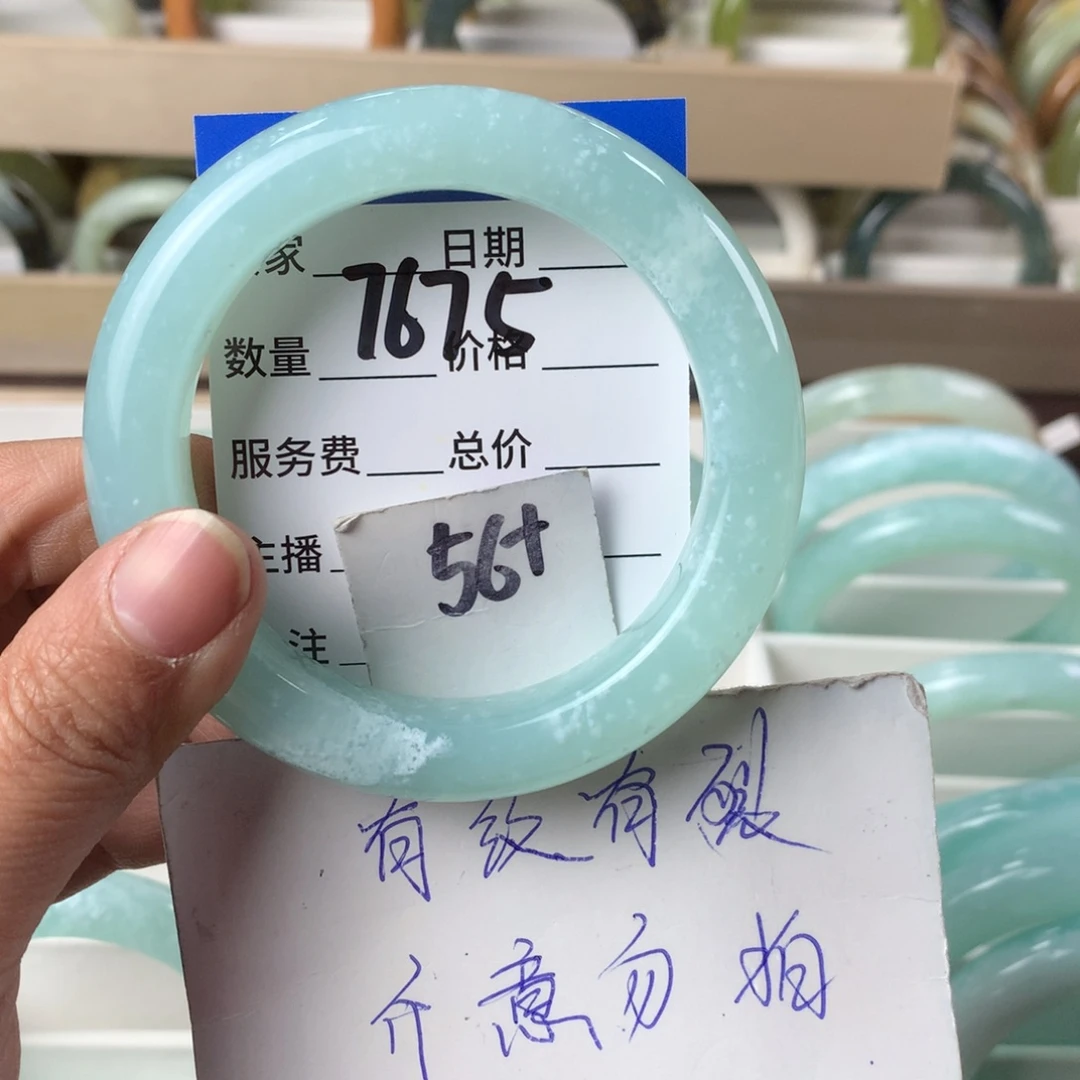 家 日期
7675
数量 价格
服务费 总价
主播
56+
注
有纹有裂
介意勿拍